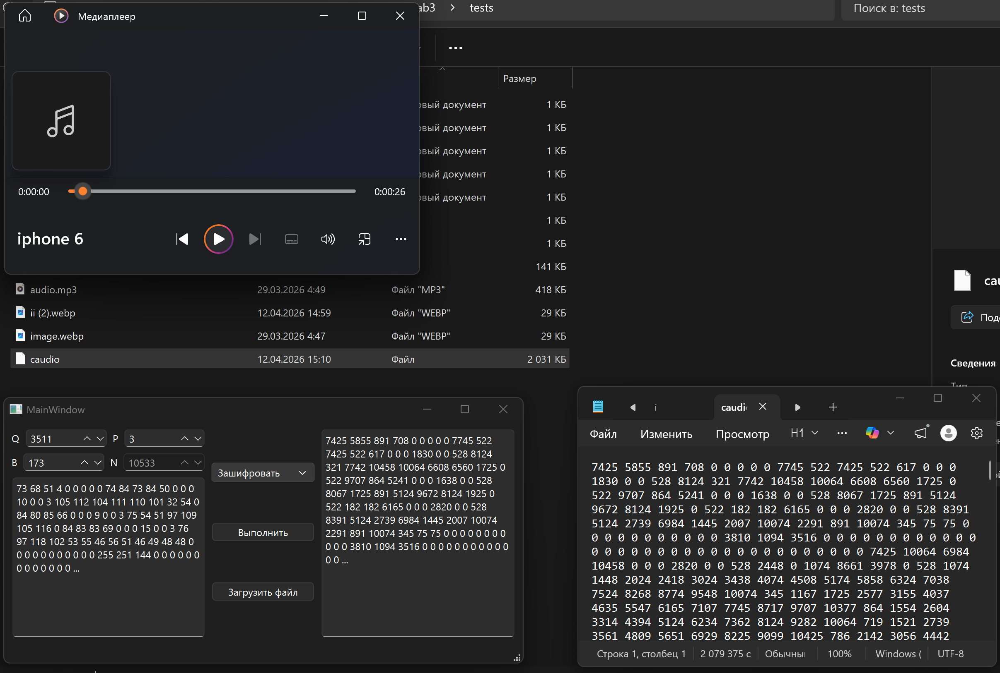 Медиаплеер
tests
Поиск в: tests
Размер
1 КБ
1 КБ
1 КБ
1 КБ
1 КБ
1 КБ
1 КБ
141 КБ
документ
документ
документ
документ
документ
0:00:00
0:00:26
iphone 6
audio.mp3 29.03.2026 4:49 Файл "MP3" 418 КБ
ii (2).webp 12.04.2026 14:59 Файл "WEBP" 29 КБ
image.webp 29.03.2026 4:47 Файл "WEBP" 29 КБ
caudio 12.04.2026 15:10 Файл 2 031 КБ
Сведения
MainWindow
Q 3511 P 3
B 173 N 10533
73 68 51 4 0 0 0 0 0 74 84 73 84 50 0 0 0
10 0 0 3 105 112 104 111 110 101 32 54 0
84 80 85 66 0 0 0 9 0 0 3 75 54 51 97 109
105 116 0 84 83 83 69 0 0 0 15 0 0 3 76
97 118 102 53 55 46 56 51 46 49 48 48 0
0 0 0 0 0 0 0 0 0 0 255 251 144 0 0 0 0 0 0
0 0 0 0 0 0 0 ...
Зашифровать
Выполнить
Загрузить файл
7425 5855 891 708 0 0 0 0 0 7745 522
7425 522 617 0 0 0 1830 0 0 528 8124
321 7742 10458 10064 6608 6560 1725 0
522 9707 864 5241 0 0 0 1638 0 0 528
8067 1725 891 5124 9672 8124 1925 0
522 182 182 6165 0 0 0 2820 0 0 528
8391 5124 2739 6984 1445 2007 10074
2291 891 10074 345 75 75 0 0 0 0 0 0 0 0
0 0 0 3810 1094 3516 0 0 0 0 0 0 0 0 0 0 0
0 0 ...
i
Файл Изменить Просмотр H1
7425 5855 891 708 0 0 0 0 0 7745 522 7425 522 617 0 0 0
1830 0 0 528 8124 321 7742 10458 10064 6608 6560 1725 0
522 9707 864 5241 0 0 0 1638 0 0 528 8067 1725 891 5124
9672 8124 1925 0 522 182 182 6165 0 0 0 2820 0 0 528 8391
5124 2739 6984 1445 2007 10074 2291 891 10074 345 75 75 0
0 0 0 0 0 0 0 0 0 0 3810 1094 3516 0 0 0 0 0 0 0 0 0 0 0 0
0 0 0 0 0 0 0 0 0 0 0 0 0 0 0 0 0 7425 10064 6984
10458 0 0 0 2820 0 0 528 2448 0 1074 8661 3978 0 528 1074
1448 2024 2418 3024 3438 4074 4508 5174 5858 6324 7038
7524 8268 8774 9548 10074 345 1167 1725 2577 3155 4037
4635 5547 6165 7107 7745 8717 9707 10377 864 1554 2604
3314 4394 5124 6234 7362 8124 9282 10064 719 1521 2739
3561 4809 5651 6929 8225 9099 10425 786 2142 3056 4442
Строка 1, столбец 1
2 079 375 с
100%
Windows (
UTF-8